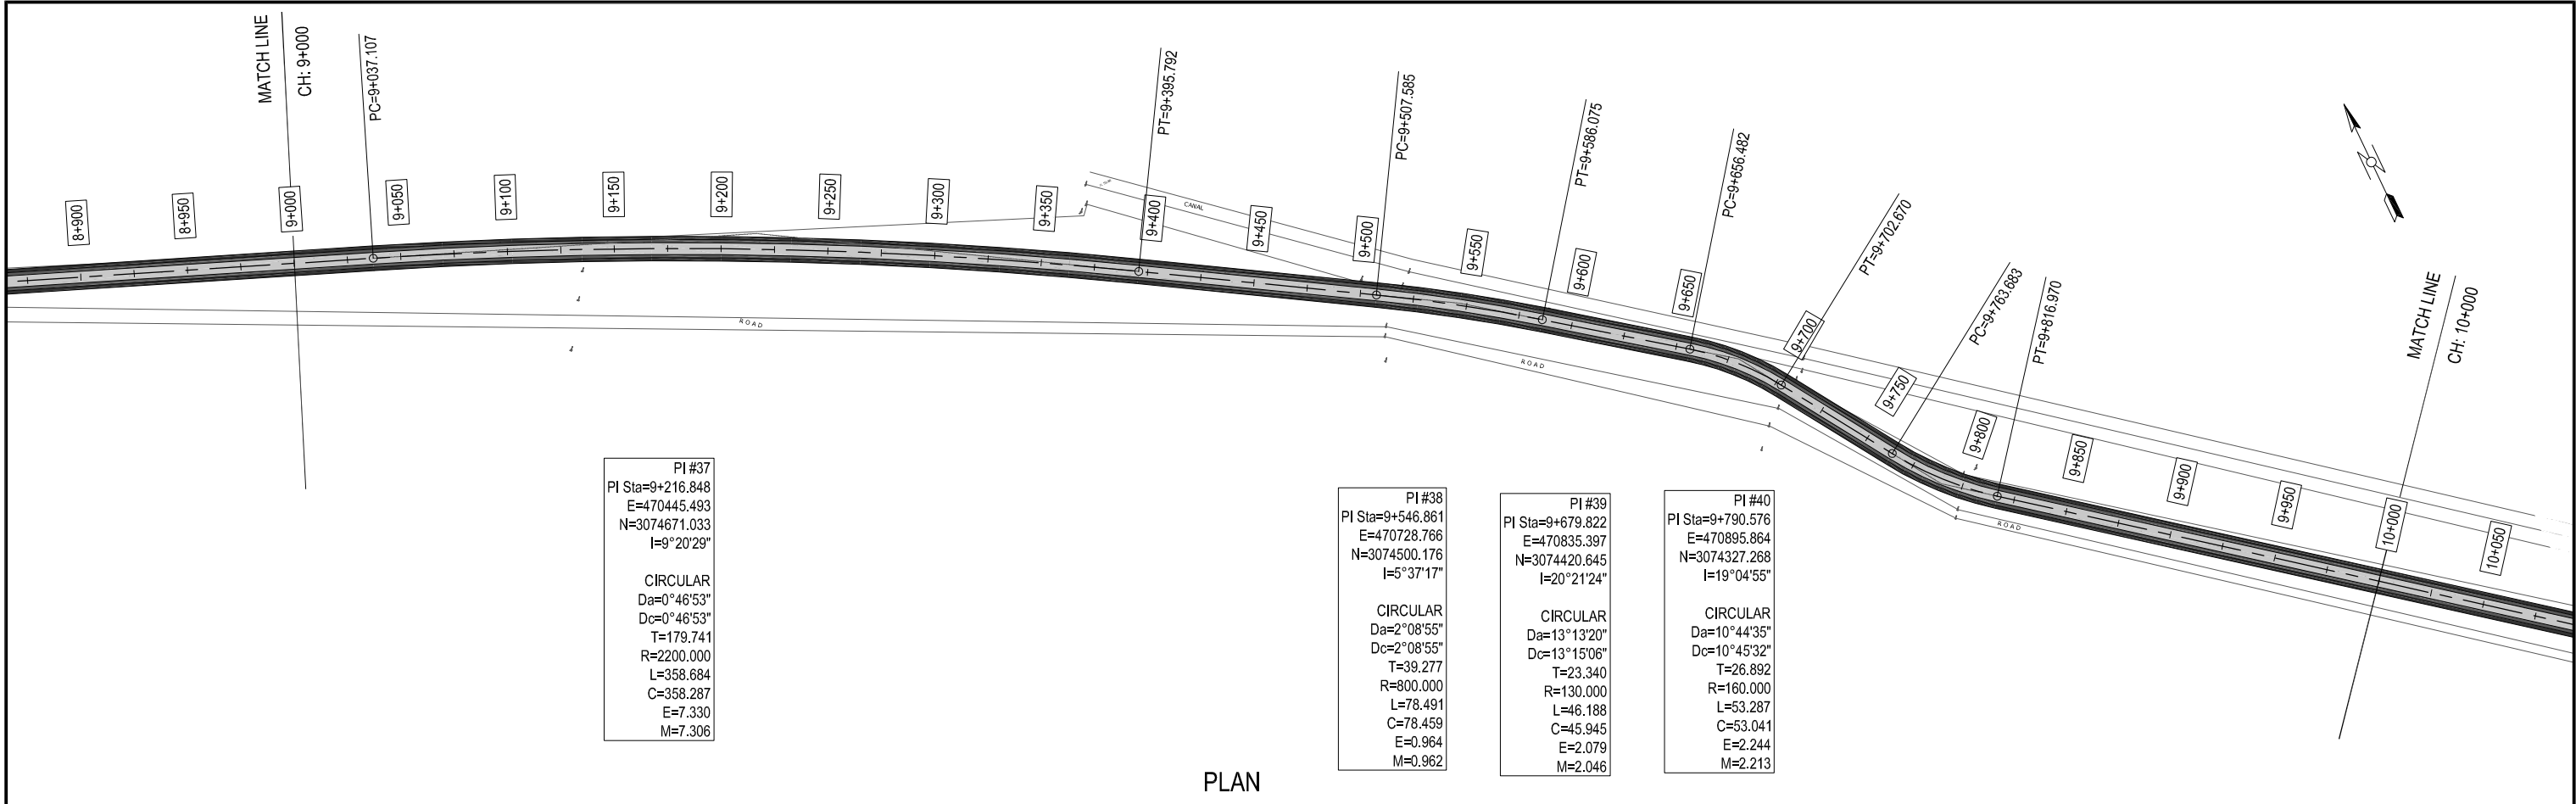 MATCH LINE
CH: 9+000
PC=9+037.107
PT=9+395.792
PC=9+507.585
PT=9+586.075
PC=9+656.482
PT=9+702.670
PC=9+763.683
PT=9+816.970
MATCH LINE
CH: 10+000
8+900
8+950
9+000
9+050
9+100
9+150
9+200
9+250
9+300
9+350
9+400
9+450
9+500
9+550
9+600
9+650
9+700
9+750
9+800
9+850
9+900
9+950
10+000
10+050
CANAL
ROAD
ROAD
ROAD
PI #37
PI Sta=9+216.848
E=470445.493
N=3074671.033
I=9°20'29"
CIRCULAR
Da=0°46'53"
Dc=0°46'53"
T=179.741
R=2200.000
L=358.684
C=358.287
E=7.330
M=7.306
PI #38
PI Sta=9+546.861
E=470728.766
N=3074500.176
I=5°37'17"
CIRCULAR
Da=2°08'55"
Dc=2°08'55"
T=39.277
R=800.000
L=78.491
C=78.459
E=0.964
M=0.962
PI #39
PI Sta=9+679.822
E=470835.397
N=3074420.645
I=20°21'24"
CIRCULAR
Da=13°13'20"
Dc=13°15'06"
T=23.340
R=130.000
L=46.188
C=45.945
E=2.079
M=2.046
PI #40
PI Sta=9+790.576
E=470895.864
N=3074327.268
I=19°04'55"
CIRCULAR
Da=10°44'35"
Dc=10°45'32"
T=26.892
R=160.000
L=53.287
C=53.041
E=2.244
M=2.213
PLAN